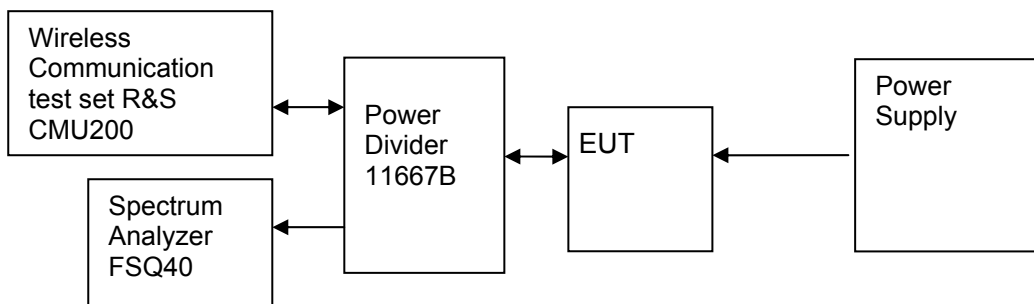 Wireless
Communication
test set R&S
CMU200
Spectrum
Analyzer
FSQ40
Power
Divider
11667B
EUT
Power
Supply